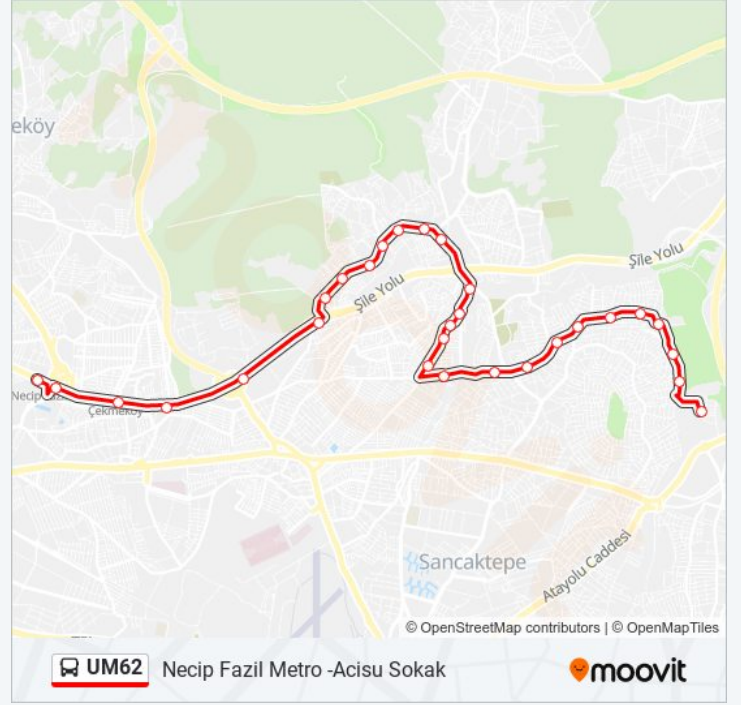 eköy
Şile Yolu
Şile Yolu
Necip
Çekmeköy
Sancaktepe
Atayolu Caddesi
© OpenStreetMap contributors | © OpenMapTiles
UM62 Necip Fazil Metro -Acisu Sokak moovit